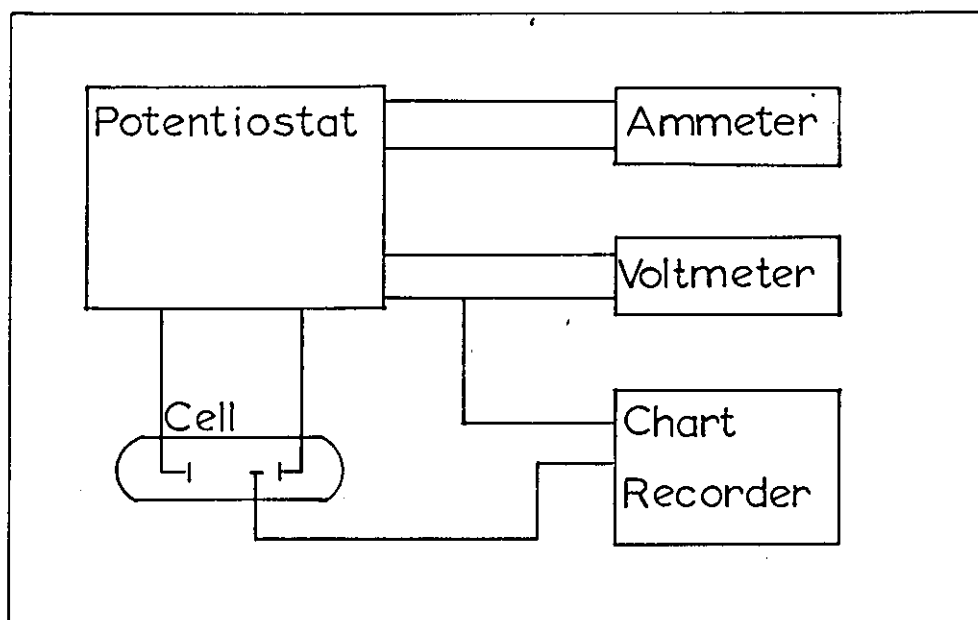 Potentiostat
Ammeter
Voltmeter
Cell
Chart
Recorder